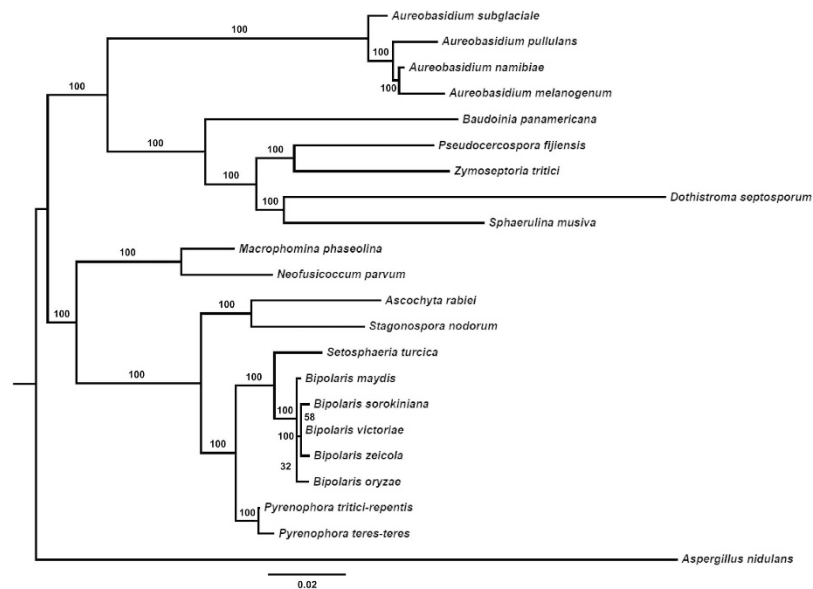 Aureobasidium subglaciale
100
Aureobasidium pullulans
100
Aureobasidium namibiae
100
100
Aureobasidium melanogenum
Baudoinia panamericana
100
Pseudocercospora fijiensis
100
Zymoseptoria tritici
100
Dothistroma septosporum
100
Sphaerulina musiva
Macrophomina phaseolina
100
Neofusicoccum parvum
Ascochyta rabiei
100
100
Stagonospora nodorum
Setosphaeria turcica
100
100
Bipolaris maydis
Bipolaris sorokiniana
100
58
Bipolaris victoriae
100
100
Bipolaris zeicola
32
Bipolaris oryzae
Pyrenophora tritici-repentis
100
Pyrenophora teres-teres
Aspergillus nidulans
0.02